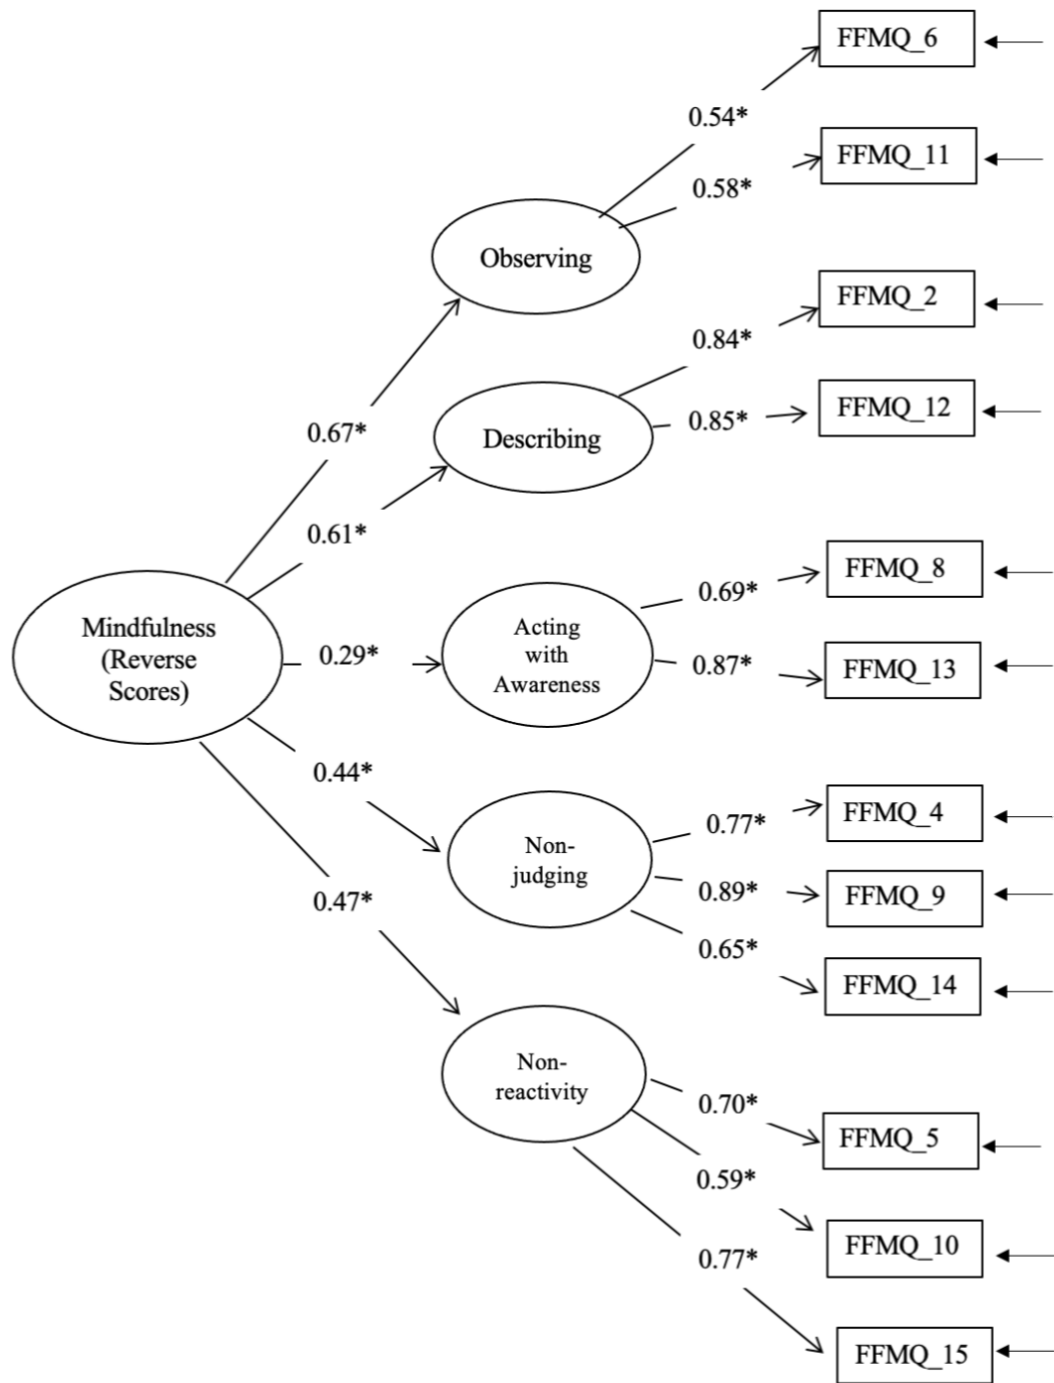 FFMQ_6
0.54*
FFMQ_11
0.58*
Observing
FFMQ_2
0.84*
FFMQ_12
0.85*
0.67*
Describing
0.61*
FFMQ_8
0.69*
Mindfulness
(Reverse
Scores)
0.29*
Acting
with
Awareness
0.87*
FFMQ_13
0.44*
FFMQ_4
0.77*
Non-
judging
0.89*
FFMQ_9
0.47*
0.65*
FFMQ_14
Non-
reactivity
0.70*
FFMQ_5
0.59*
FFMQ_10
0.77*
FFMQ_15